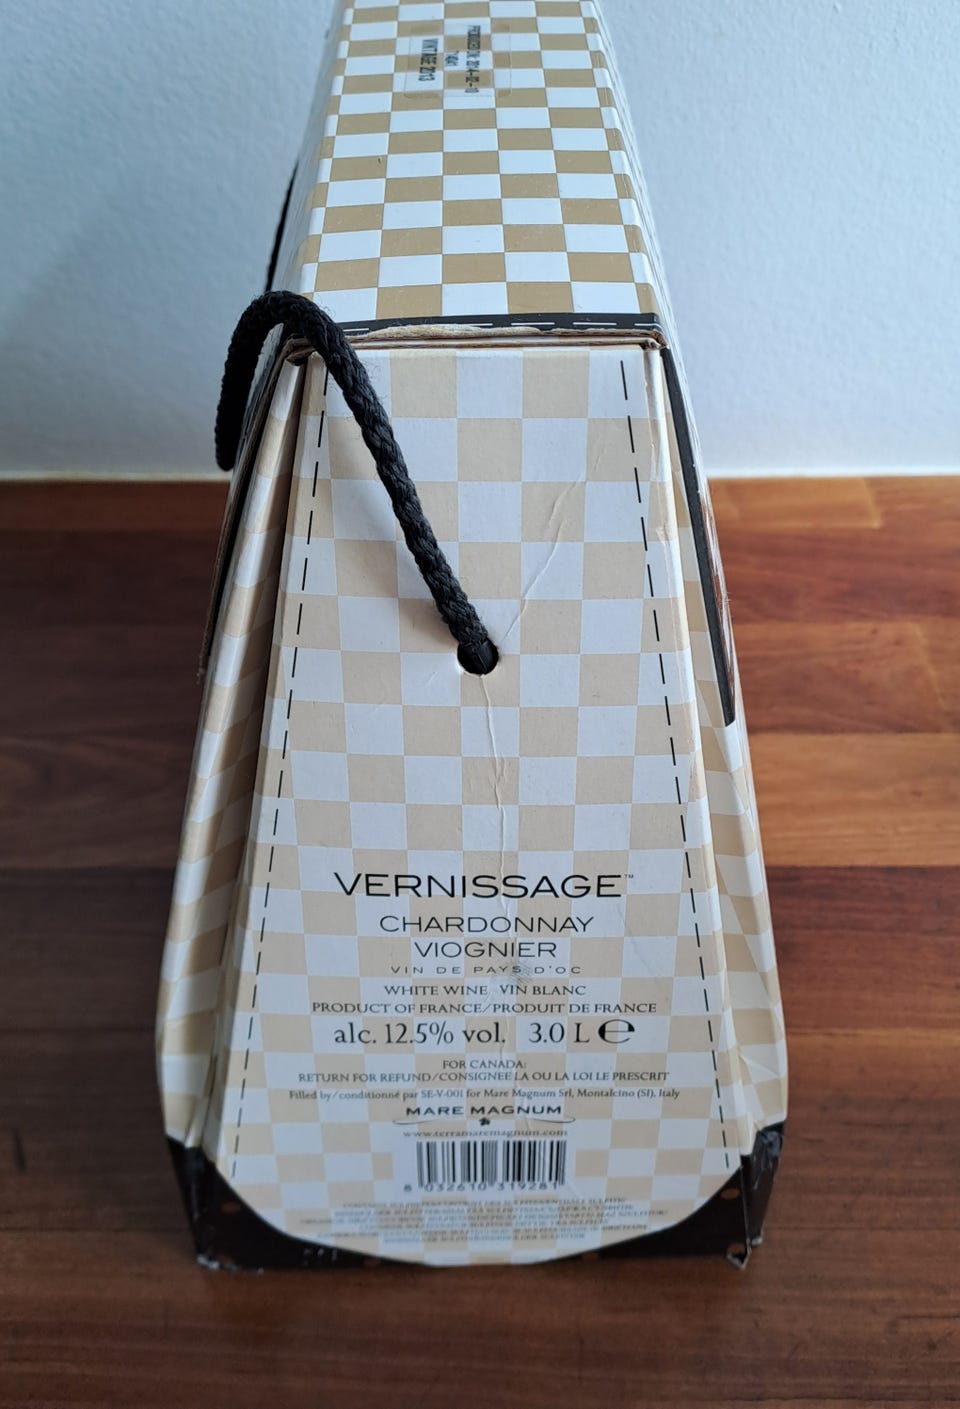 VINTAGE 2013
VERNISSAGE™
CHARDONNAY
VIOGNIER
VIN DE PAYS D'OC
WHITE WINE VIN BLANC
PRODUCT OF FRANCE/PRODUIT DE FRANCE
alc. 12.5% vol. 3.0 L ℮
FOR CANADA:
RETURN FOR REFUND/CONSIGNEE LA OU LA LOI LE PRESCRIT
Filled by/conditionné par SE-V-001 for Mare Magnum Srl, Montalcino (SI), Italy
MARE MAGNUM
www.terramaremagnum.com
8 032610 319281